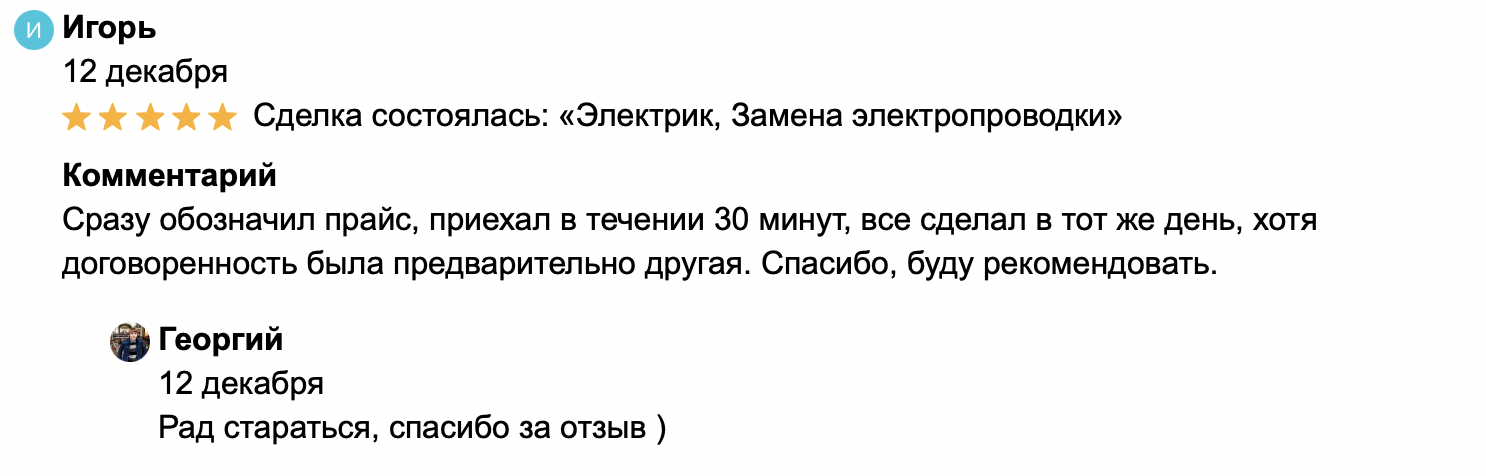 И Игорь
12 декабря
Сделка состоялась: «Электрик, Замена электропроводки»
Комментарий
Сразу обозначил прайс, приехал в течении 30 минут, все сделал в тот же день, хотя
договоренность была предварительно другая. Спасибо, буду рекомендовать.
Георгий
12 декабря
Рад стараться, спасибо за отзыв )